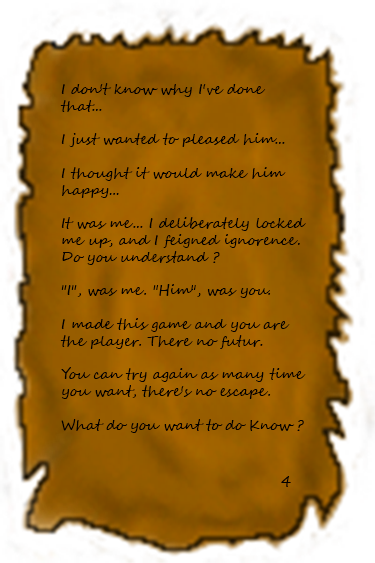 I don't know why I've done
that...
I just wanted to pleased him...
I thought it would make him
happy...
It was me... I deliberately locked
me up, and I feigned ignorence.
Do you understand ?
"I", was me. "Him", was you.
I made this game and you are
the player. There no futur.
You can try again as many time
you want, there's no escape.
What do you want to do Know ?
4